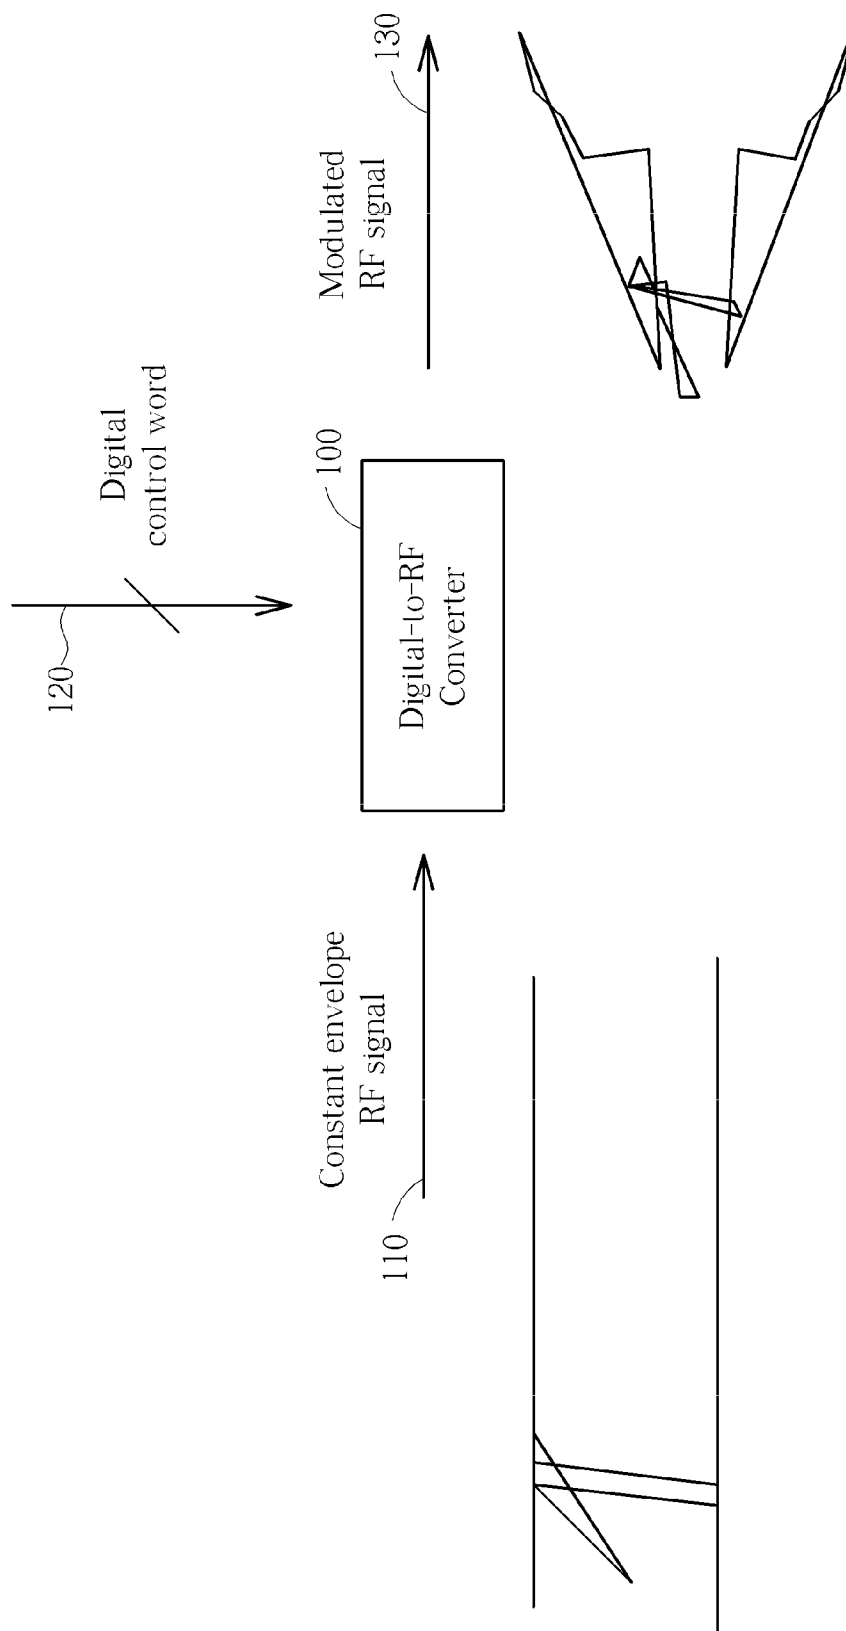 120
Digital
control word
Constant envelope
RF signal
110
100
Digital-to-RF
Converter
Modulated
RF signal
130